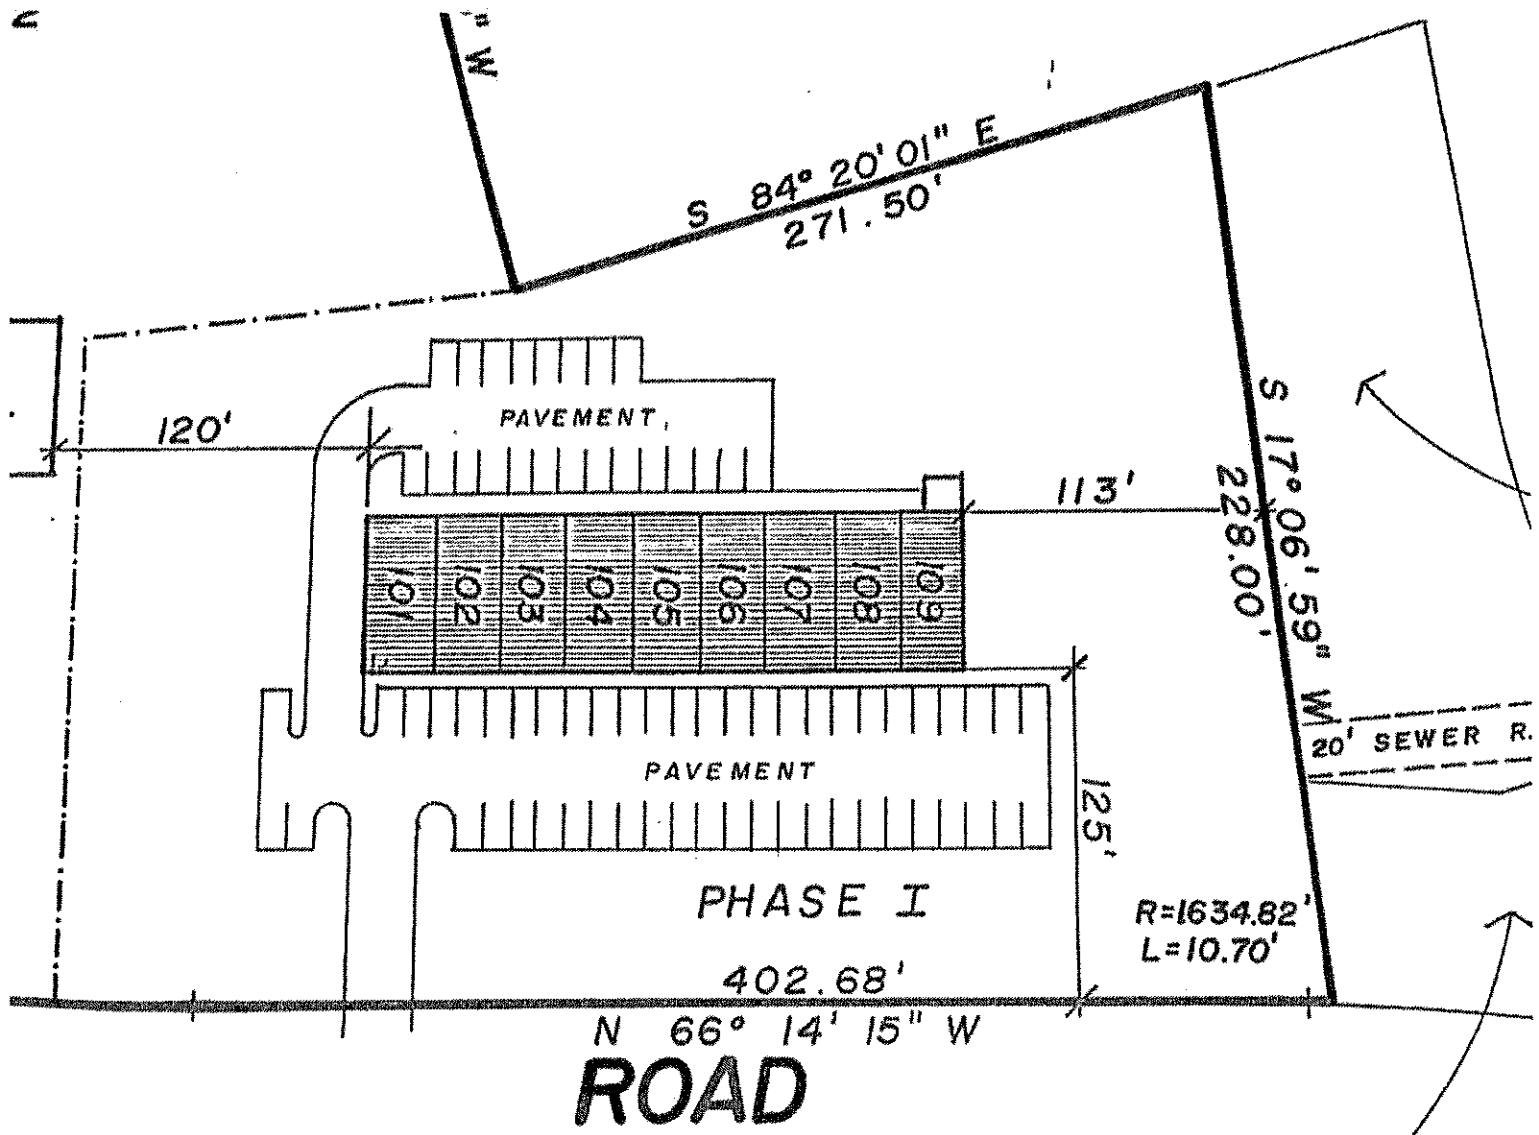 " W
S 84° 20' 01" E
271.50'
120'
PAVEMENT
113'
S 17° 06' 59" W
228.00'
101 102 103 104 105 106 107 108 109
20' SEWER R.
PAVEMENT
125'
PHASE I
R=1634.82'
L=10.70'
402.68'
N 66° 14' 15" W
ROAD